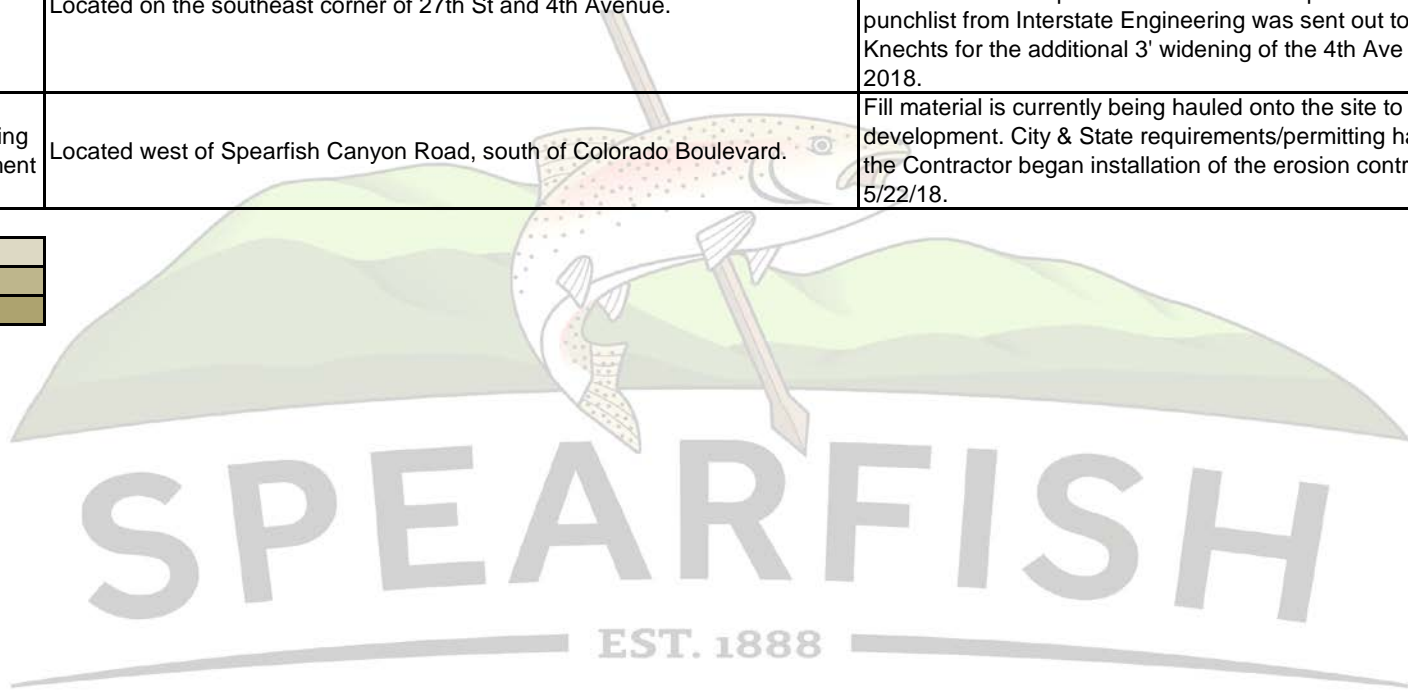 Located on the southeast corner of 27th St and 4th Avenue.
punchlist from Interstate Engineering was sent out to
Knechts for the additional 3' widening of the 4th Ave
2018.
Located west of Spearfish Canyon Road, south of Colorado Boulevard.
Fill material is currently being hauled onto the site to
development. City & State requirements/permitting
the Contractor began installation of the erosion
5/22/18.
SPEARFISH
EST. 1888